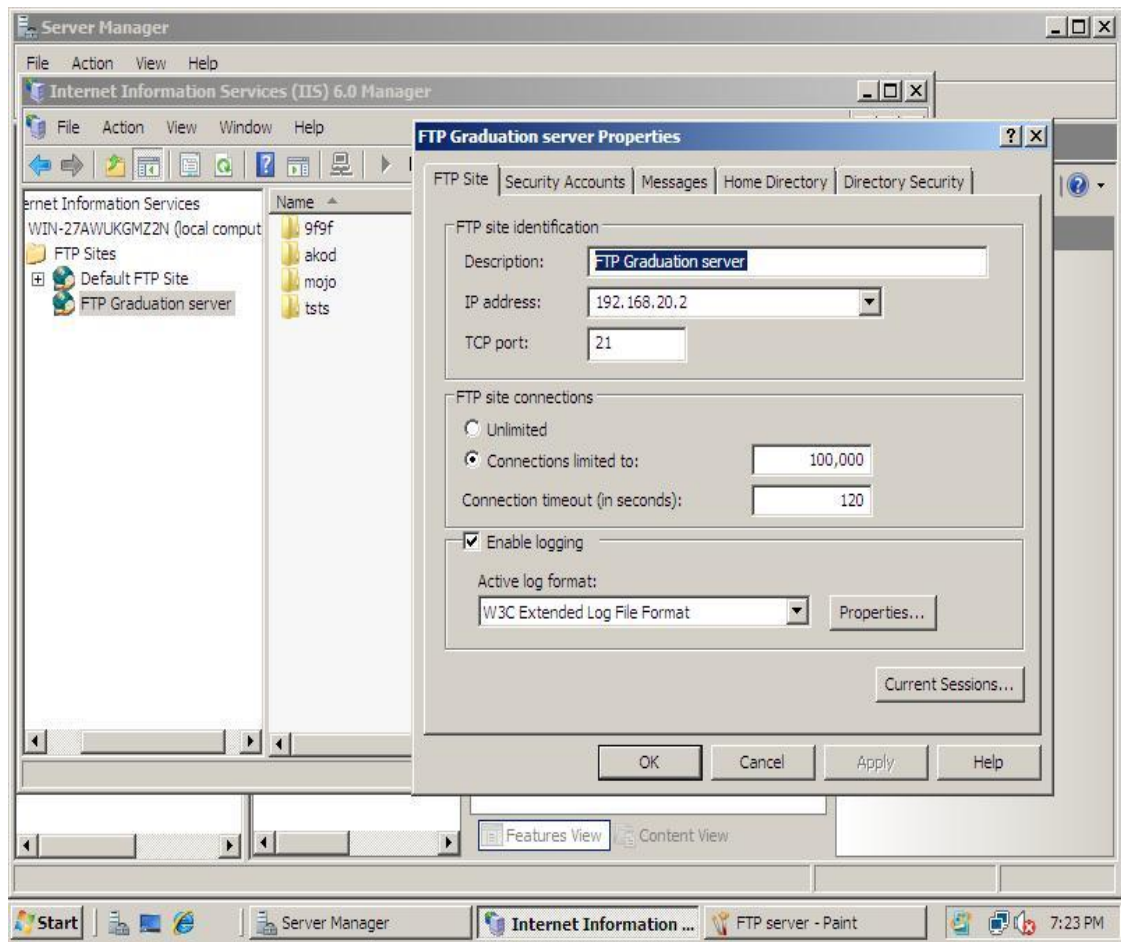 Server Manager
File Action View Help
Internet Information Services (IIS) 6.0 Manager
File Action View Window Help
ernet Information Services
WIN-27AWUKGMZ2N (local comput
FTP Sites
Default FTP Site
FTP Graduation server
Name
9f9f
akod
mojo
tsts
FTP Graduation server Properties
FTP Site Security Accounts Messages Home Directory Directory Security
FTP site identification
Description: FTP Graduation server
IP address: 192.168.20.2
TCP port: 21
FTP site connections
Unlimited
Connections limited to: 100,000
Connection timeout (in seconds): 120
Enable logging
Active log format:
W3C Extended Log File Format Properties...
Current Sessions...
OK Cancel Apply Help
Features View Content View
Start Server Manager Internet Information ... FTP server - Paint 7:23 PM